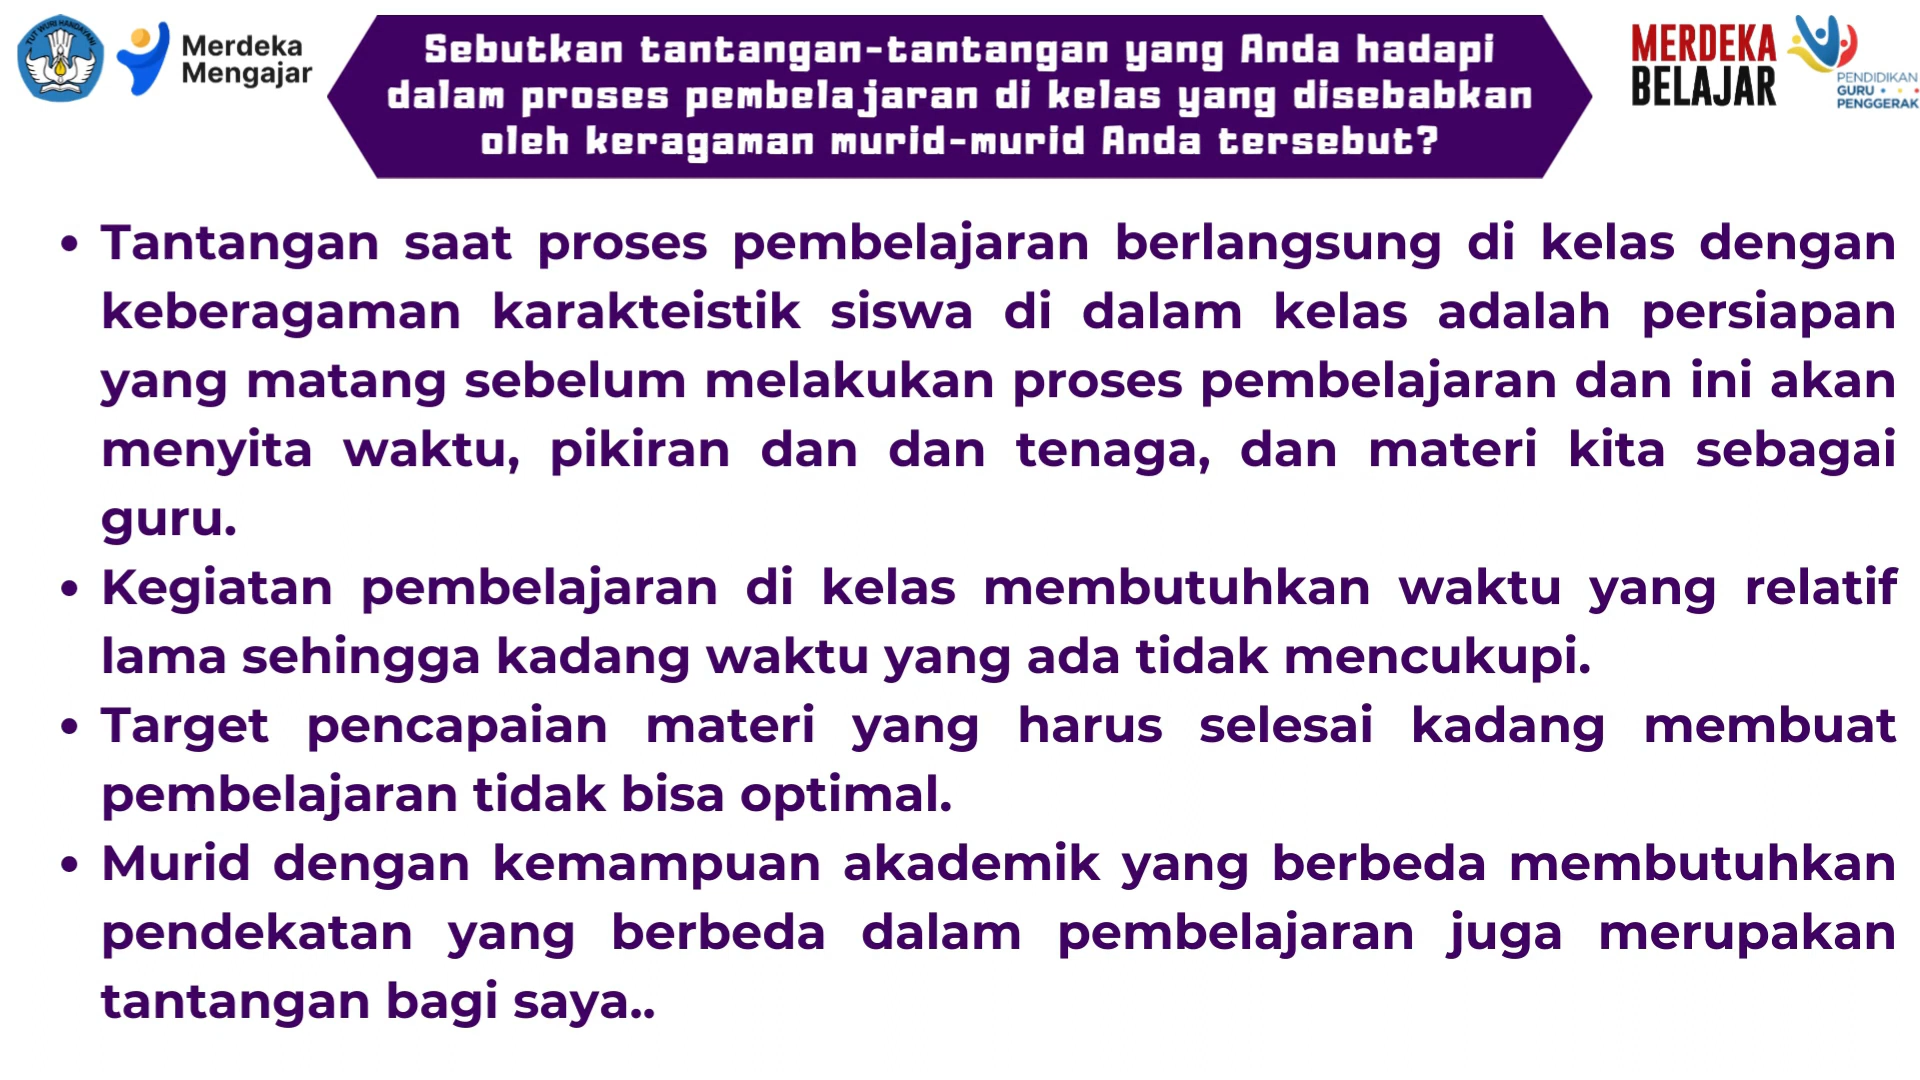 TUT WURI HANDAYANI
Merdeka
Mengajar
Sebutkan tantangan-tantangan yang Anda hadapi
dalam proses pembelajaran di kelas yang disebabkan
oleh keragaman murid-murid Anda tersebut?
MERDEKA
BELAJAR
PENDIDIKAN
GURU
PENGGERAK
• Tantangan saat proses pembelajaran berlangsung di kelas dengan
keberagaman karakteistik siswa di dalam kelas adalah persiapan
yang matang sebelum melakukan proses pembelajaran dan ini akan
menyita waktu, pikiran dan dan tenaga, dan materi kita sebagai
guru.
• Kegiatan pembelajaran di kelas membutuhkan waktu yang relatif
lama sehingga kadang waktu yang ada tidak mencukupi.
• Target pencapaian materi yang harus selesai kadang membuat
pembelajaran tidak bisa optimal.
• Murid dengan kemampuan akademik yang berbeda membutuhkan
pendekatan yang berbeda dalam pembelajaran juga merupakan
tantangan bagi saya..